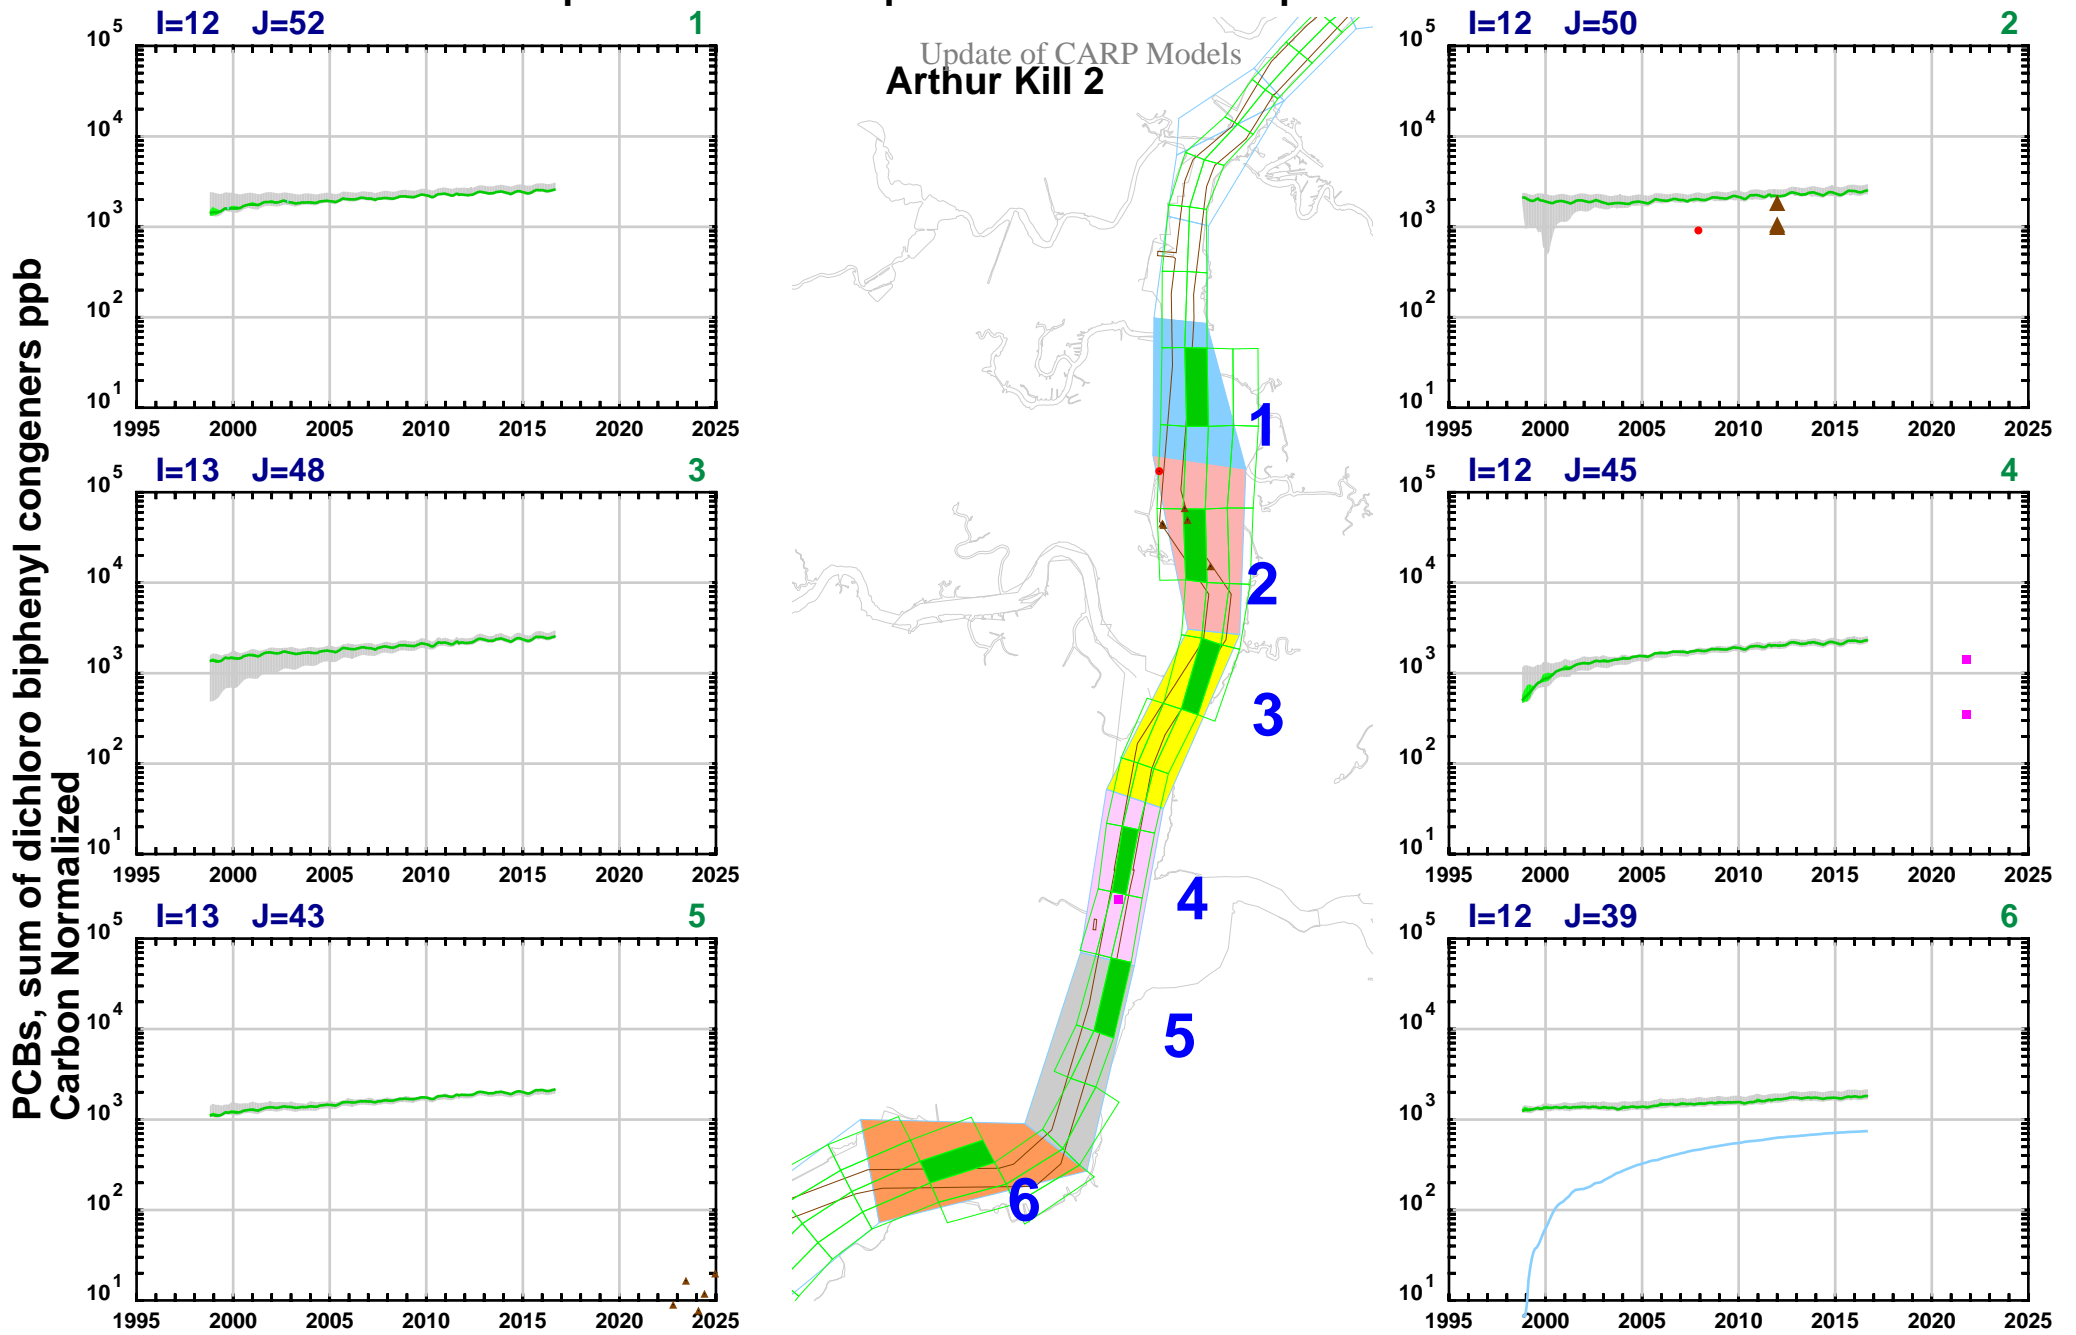 Update of CARP Models
Arthur Kill 2
PCBs, sum of dichloro biphenyl congeners ppb
Carbon Normalized
I=12 J=52 1
10^5
10^4
10^3
10^2
10^1
1995 2000 2005 2010 2015 2020 2025
I=12 J=50 2
10^5
10^4
10^3
10^2
10^1
1995 2000 2005 2010 2015 2020 2025
I=13 J=48 3
10^5
10^4
10^3
10^2
10^1
1995 2000 2005 2010 2015 2020 2025
I=12 J=45 4
10^5
10^4
10^3
10^2
10^1
1995 2000 2005 2010 2015 2020 2025
I=13 J=43 5
10^5
10^4
10^3
10^2
10^1
1995 2000 2005 2010 2015 2020 2025
I=12 J=39 6
10^5
10^4
10^3
10^2
10^1
1995 2000 2005 2010 2015 2020 2025
1
2
3
4
5
6